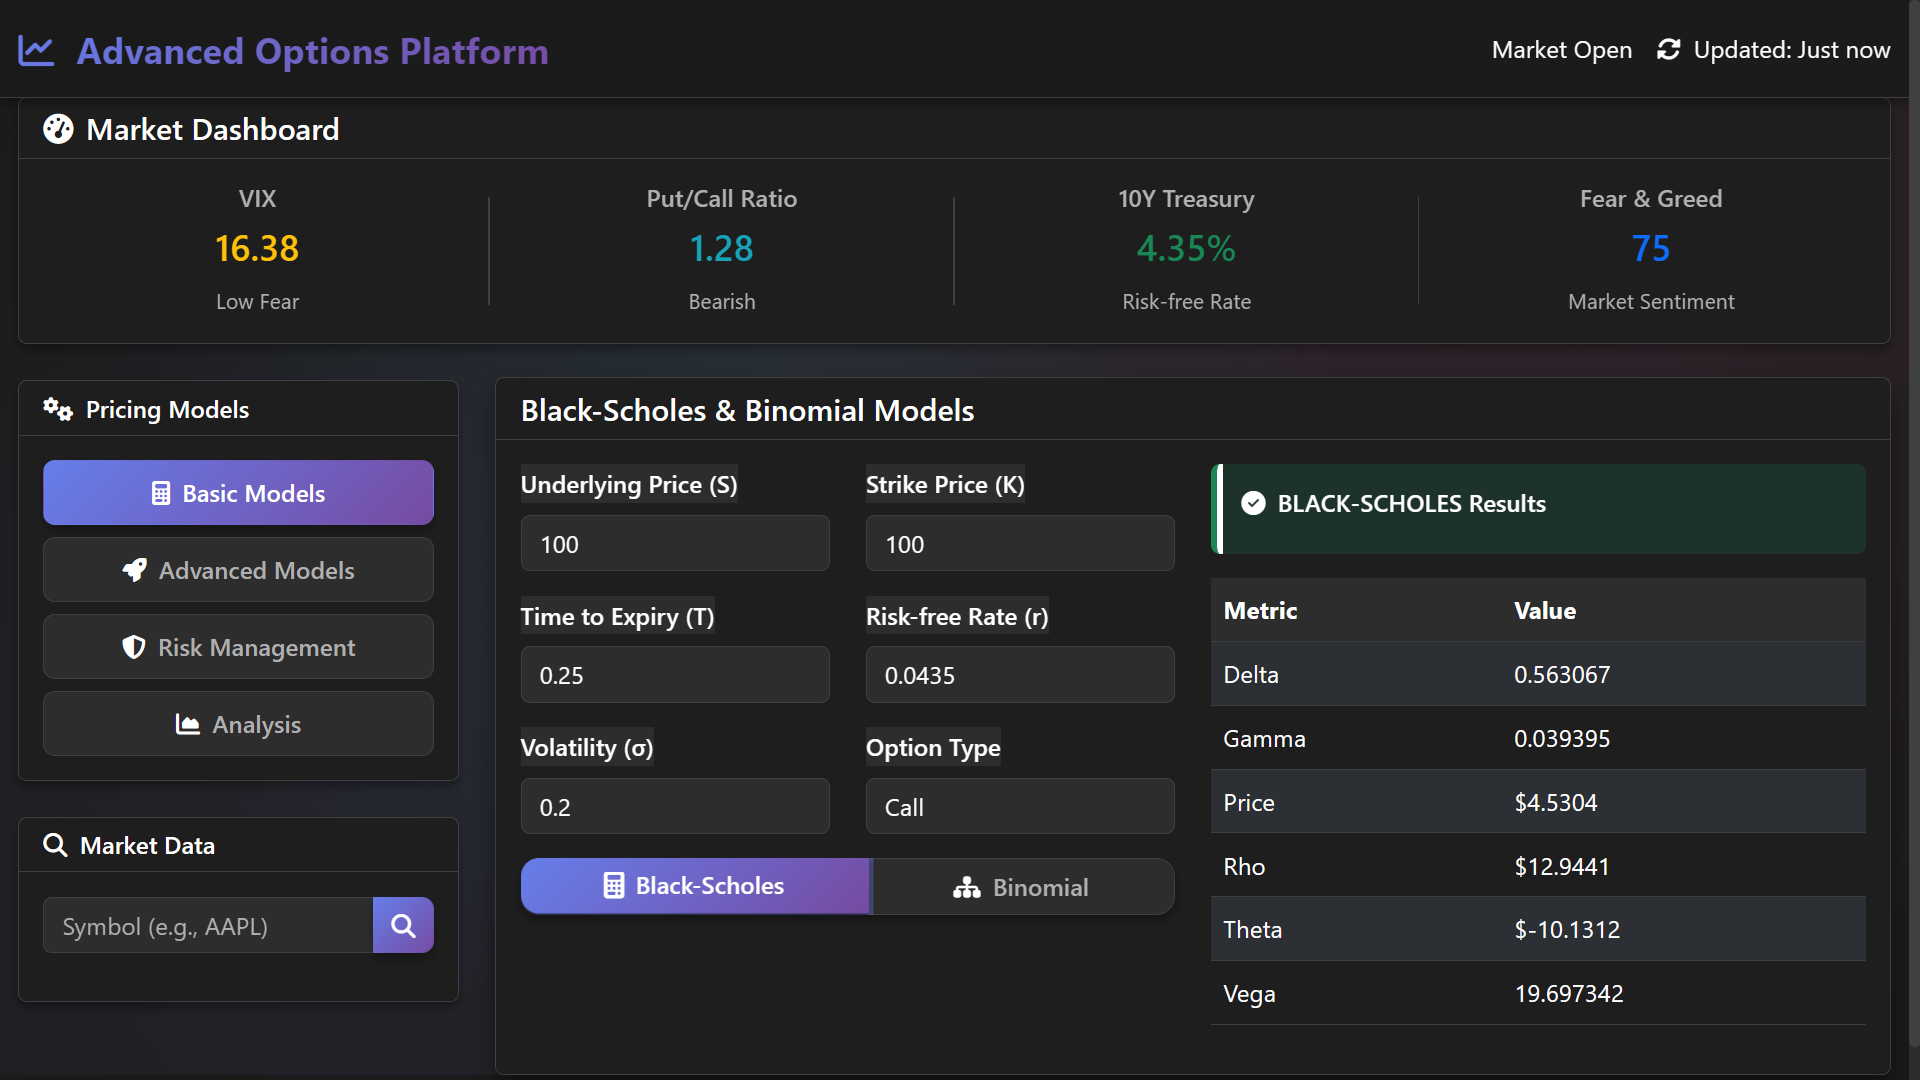 Advanced Options Platform
Market Open Updated: Just now
Market Dashboard
VIX
16.38
Low Fear
Put/Call Ratio
1.28
Bearish
10Y Treasury
4.35%
Risk-free Rate
Fear & Greed
75
Market Sentiment
Pricing Models
Basic Models
Advanced Models
Risk Management
Analysis
Market Data
Symbol (e.g., AAPL)
Black-Scholes & Binomial Models
Underlying Price (S)
100
Strike Price (K)
100
Time to Expiry (T)
0.25
Risk-free Rate (r)
0.0435
Volatility (σ)
0.2
Option Type
Call
Black-Scholes
Binomial
BLACK-SCHOLES Results
Metric Value
Delta 0.563067
Gamma 0.039395
Price $4.5304
Rho $12.9441
Theta $-10.1312
Vega 19.697342